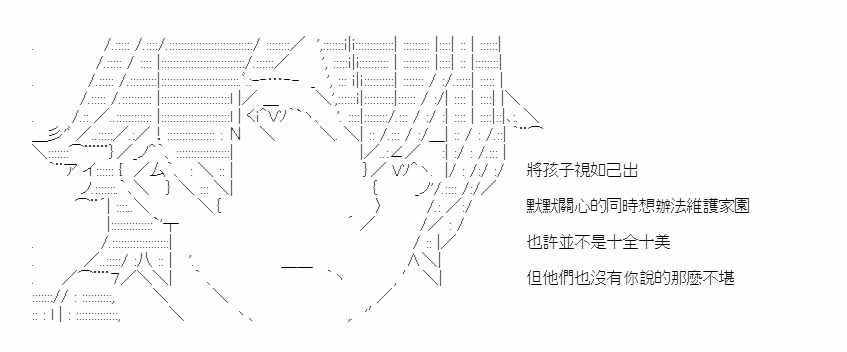 將孩子視如己出
默默關心的同時想辦法維護家園
也許並不是十全十美
但他們也沒有你說的那麼不堪